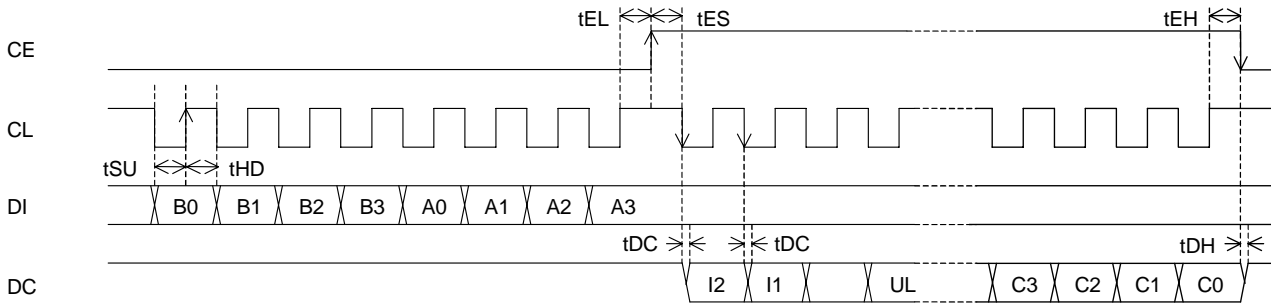 tEL tES tEH
CE
CL
tSU tHD
DI B0 B1 B2 B3 A0 A1 A2 A3
tDC tDC tDH
DC I2 I1 UL C3 C2 C1 C0